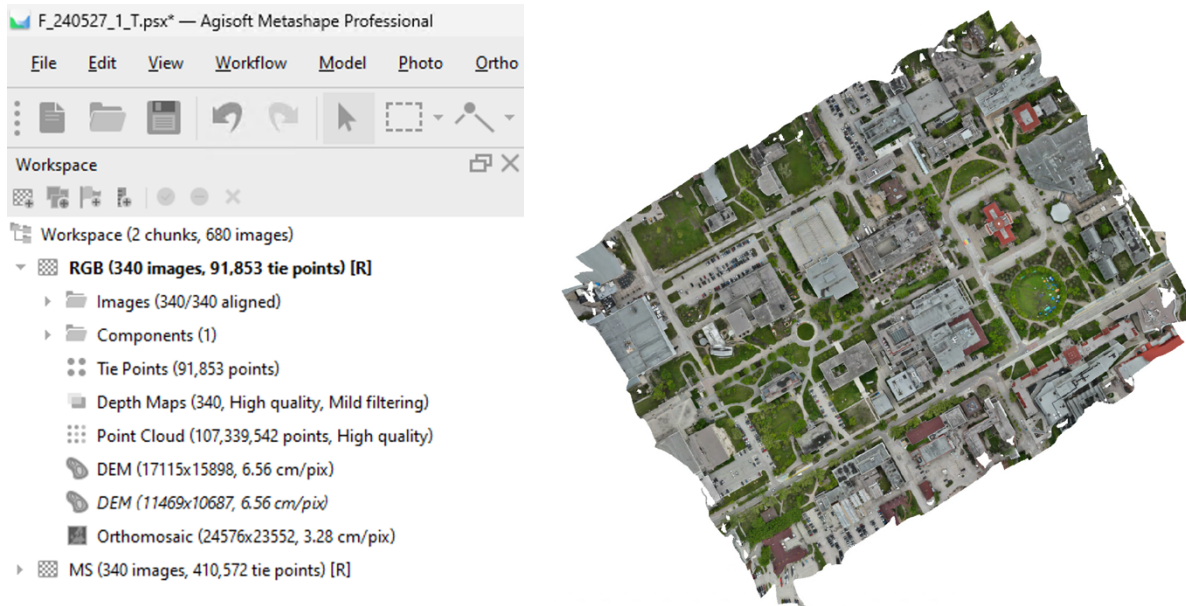 F_240527_1_T.psx* — Agisoft Metashape Professional
File Edit View Workflow Model Photo Ortho
Workspace
Workspace (2 chunks, 680 images)
RGB (340 images, 91,853 tie points) [R]
Images (340/340 aligned)
Components (1)
Tie Points (91,853 points)
Depth Maps (340, High quality, Mild filtering)
Point Cloud (107,339,542 points, High quality)
DEM (17115x15898, 6.56 cm/pix)
DEM (11469x10687, 6.56 cm/pix)
Orthomosaic (24576x23552, 3.28 cm/pix)
MS (340 images, 410,572 tie points) [R]